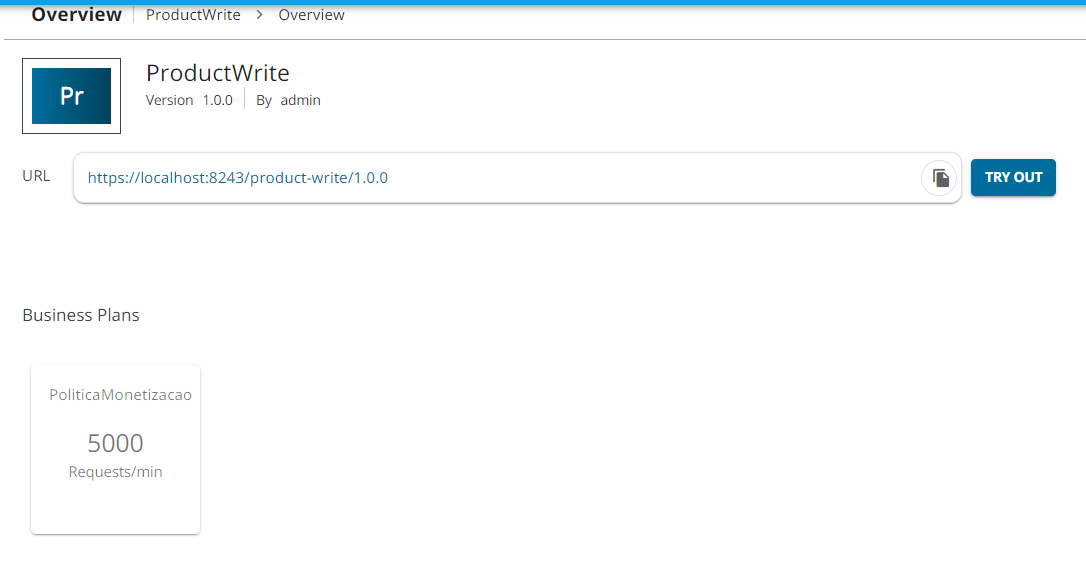 Overview ProductWrite > Overview
Pr
ProductWrite
Version 1.0.0 By admin
URL https://localhost:8243/product-write/1.0.0 TRY OUT
Business Plans
PoliticaMonetizacao
5000
Requests/min